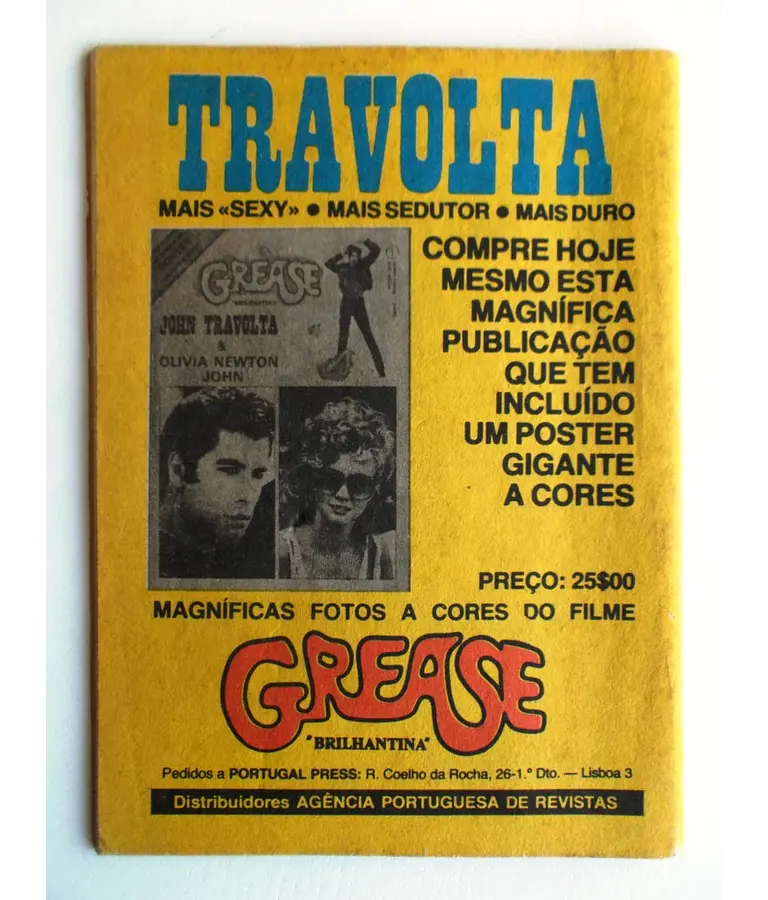 TRAVOLTA
MAIS «SEXY» ● MAIS SEDUTOR ● MAIS DURO
GREASE
"BRILHANTINA"
JOHN TRAVOLTA
&
OLIVIA NEWTON
JOHN
COMPRE HOJE
MESMO ESTA
MAGNÍFICA
PUBLICAÇÃO
QUE TEM
INCLUÍDO
UM POSTER
GIGANTE
A CORES
PREÇO: 25$00
MAGNÍFICAS FOTOS A CORES DO FILME
GREASE
"BRILHANTINA"
Pedidos a PORTUGAL PRESS: R. Coelho da Rocha, 26-1.º Dto. — Lisboa 3
Distribuidores AGÊNCIA PORTUGUESA DE REVISTAS